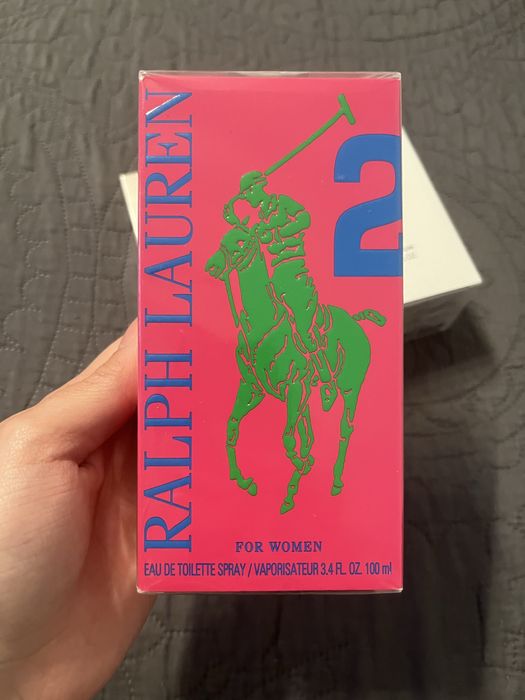 RALPH LAUREN
2
FOR WOMEN
EAU DE TOILETTE SPRAY / VAPORISATEUR 3.4 FL. OZ. 100 ml